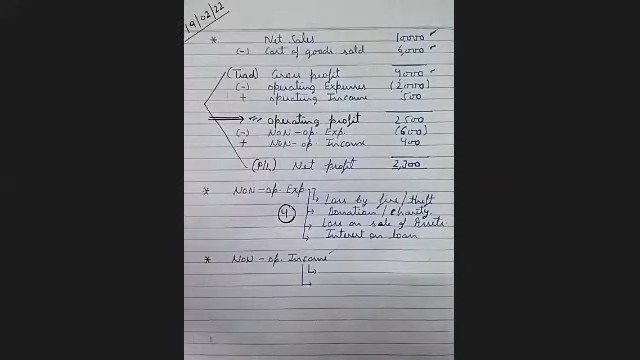 19/02/22
* Net Sales 10000
(-) Cost of goods sold 6,000
(Trad) Gross profit 4000
(-) operating Expenses (2000)
+ operating Income 500
operating profit 2500
(-) NON-op. Exp. (600)
+ NON-op. Income 400
(P/L) Net profit 2,300
* NON-op. Exp
4
Loss by fire/theft
Donation/charity.
Loss on sale of Assets.
Interest on loan
* NON-op. Income